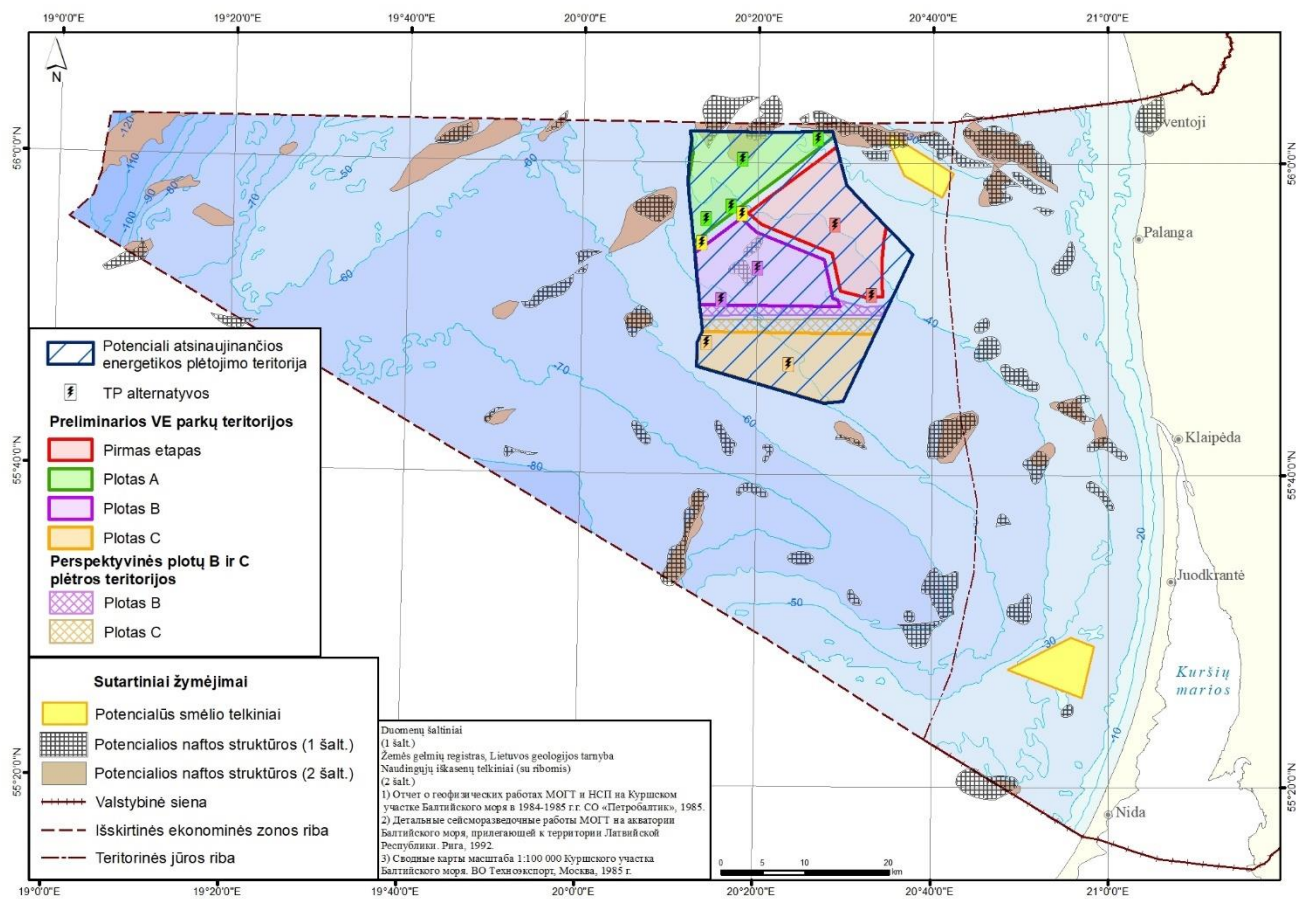 19°0'0"E
19°20'0"E
19°40'0"E
20°0'0"E
20°20'0"E
20°40'0"E
21°0'0"E
N
56°0'0"N
56°0'0"N
55°40'0"N
55°40'0"N
55°20'0"N
55°20'0"N
-120
-110
-100
-90
-80
-70
-60
-50
-60
-40
-70
-60
-80
-50
-30
-20
-10
Palanga
Klaipėda
Juodkrantė
Kuršių
marios
Nida
Potenciali atsinaujinančios
energetikos plėtojimo teritorija
TP alternatyvos
Preliminarios VE parkų teritorijos
Pirmas etapas
Plotas A
Plotas B
Plotas C
Perspektyvinės plotų B ir C
plėtros teritorijos
Plotas B
Plotas C
Sutartiniai žymėjimai
Potencialūs smėlio telkiniai
Potencialios naftos struktūros (1 šalt.)
Potencialios naftos struktūros (2 šalt.)
Valstybinė siena
Išskirtinės ekonominės zonos riba
Teritorinės jūros riba
Duomenų šaltiniai
(1 šalt.)
Žemės gelmių registras, Lietuvos geologijos tarnyba
Naudingųjų iškasenų telkiniai (su ribomis)
(2 šalt.)
1) Отчет о геофизических работах МОГТ и НСП на Куршском
участке Балтийского моря в 1984-1985 г.г. СО «Петробалтик», 1985.
2) Детальные сейсморазведочные работы МОГТ на акватории
Балтийского моря, прилегающей к территории Латвийской
Республики. Рига, 1992.
3) Сводные карты масштаба 1:100 000 Куршского участка
Балтийского моря. ВО Техноэкспорт, Москва, 1985 г.
0 5 10 20
km
19°0'0"E
19°20'0"E
19°40'0"E
20°0'0"E
20°20'0"E
20°40'0"E
21°0'0"E